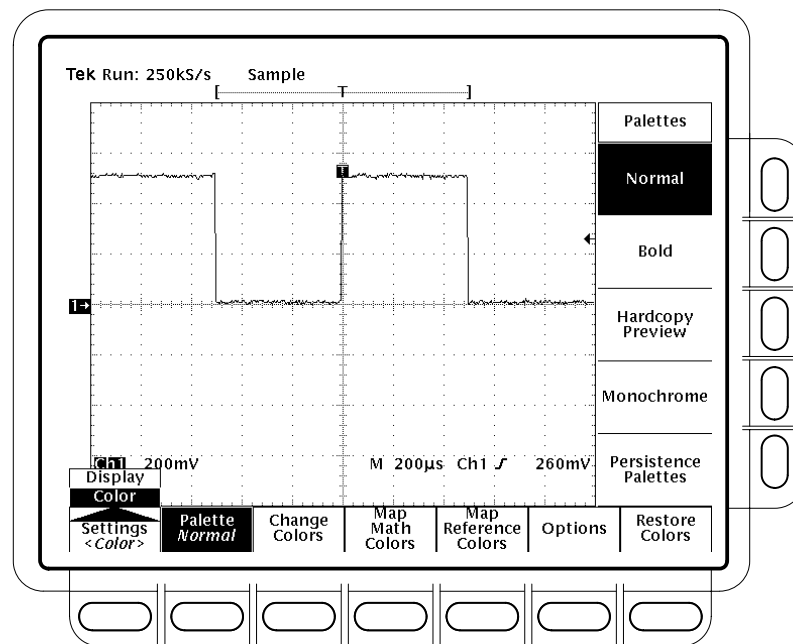 Tek Run: 250kS/s Sample
[ T ]
Palettes
Normal
T
Bold
1→
Hardcopy
Preview
Monochrome
Ch1 200mV M 200µs Ch1 260mV
Persistence
Palettes
Display
Color
Settings
<Color>
Palette
Normal
Change
Colors
Map
Math
Colors
Map
Reference
Colors
Options
Restore
Colors